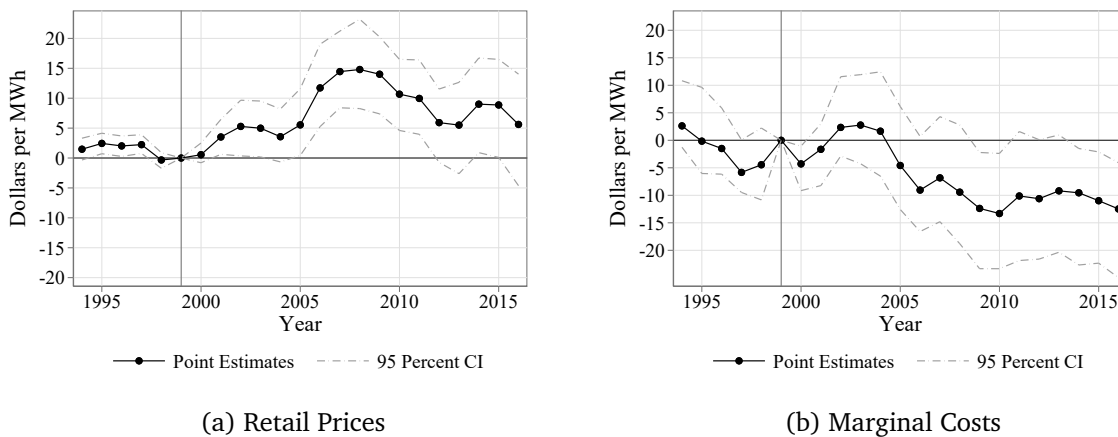 Dollars per MWh
20
15
10
5
0
-5
-10
-15
-20
1995 2000 2005 2010 2015
Year
Point Estimates 95 Percent CI
(a) Retail Prices
Dollars per MWh
20
15
10
5
0
-5
-10
-15
-20
1995 2000 2005 2010 2015
Year
Point Estimates 95 Percent CI
(b) Marginal Costs